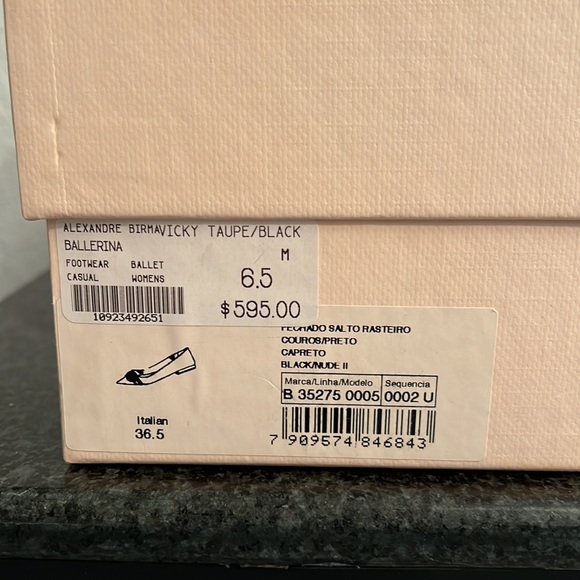 ALEXANDRE BIRMAVICKY TAUPE/BLACK
BALLERINA
M
FOOTWEAR BALLET
CASUAL WOMENS
6.5
10923492651
$595.00
FECHADO SALTO RASTEIRO
COUROS/PRETO
CAPRETO
BLACK/NUDE II
Marca/Linha/Modelo Sequencia
B 35275 0005 0002 U
Italian
36.5
7 909574 846843